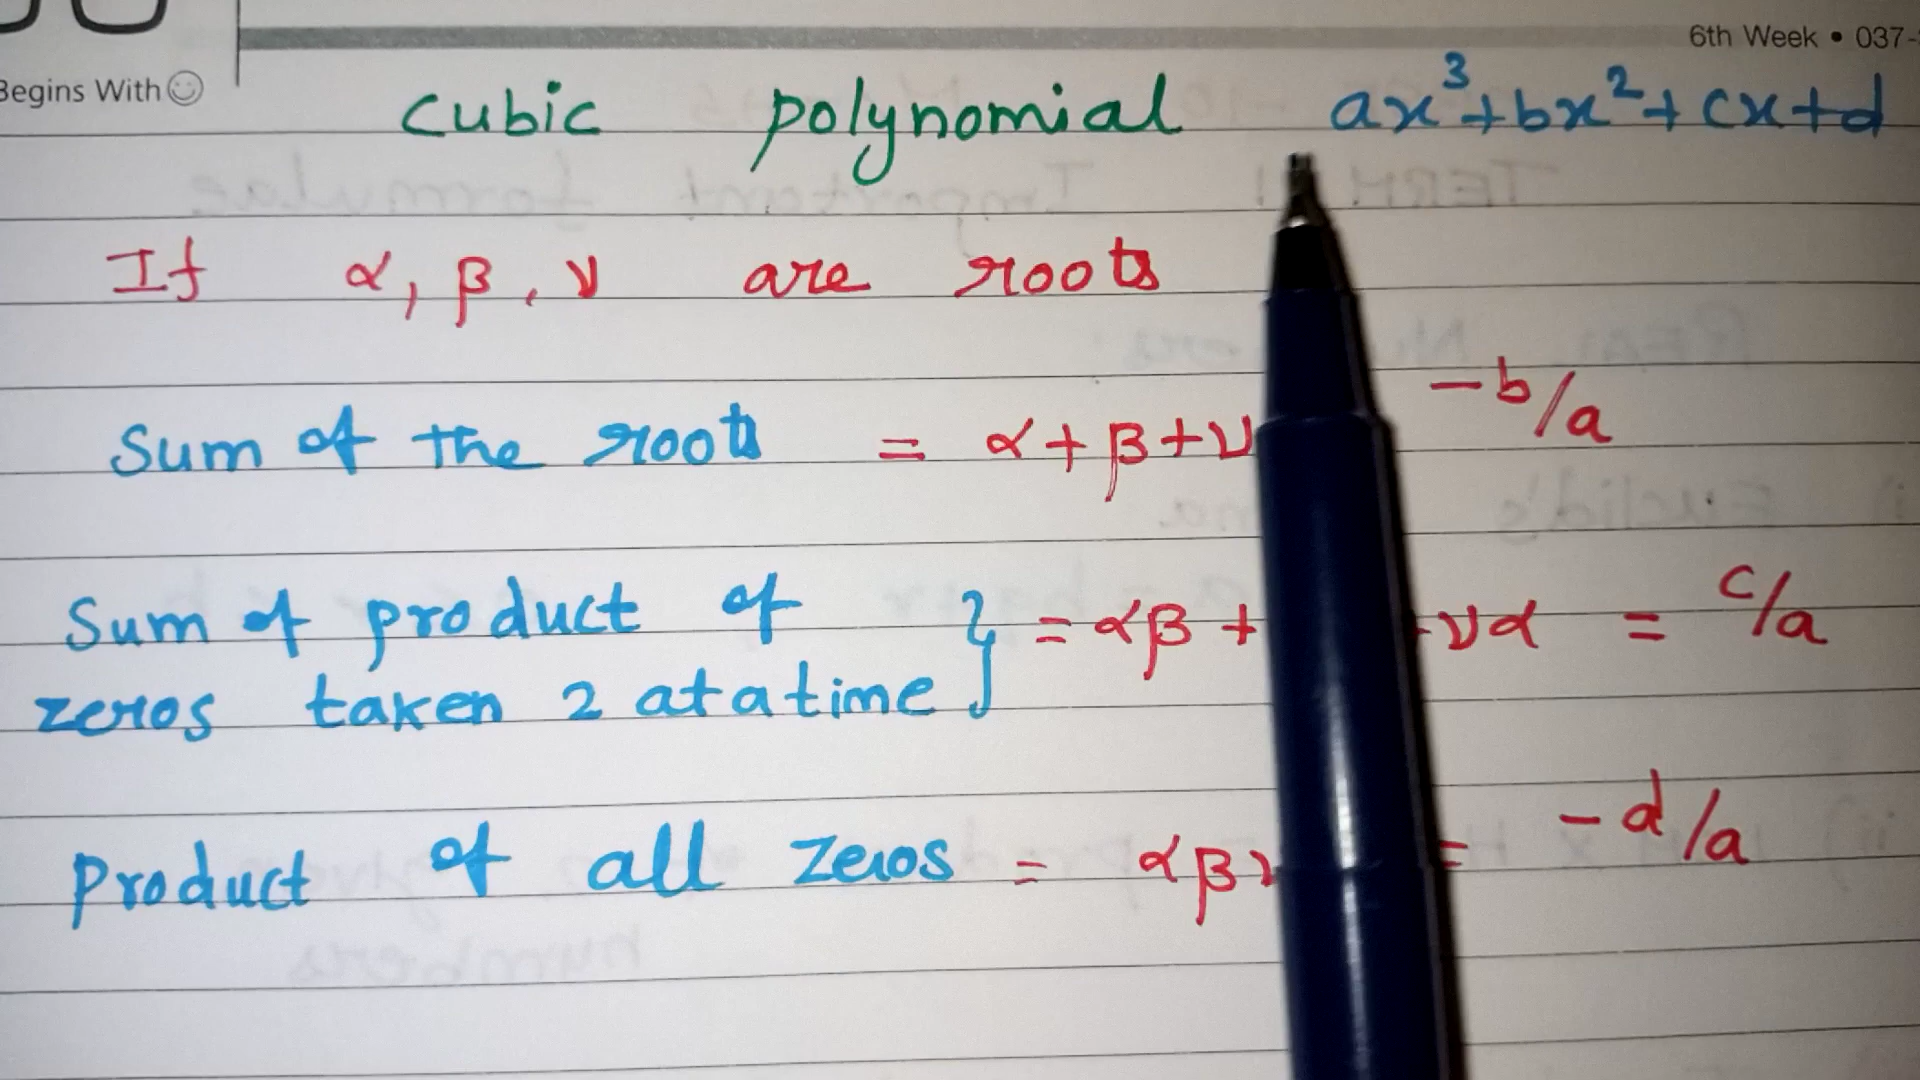 6th Week • 037-
Begins With
cubic polynomial ax³+bx²+cx+d
If α, β, γ are roots
Sum of the roots = α+β+γ -b/a
Sum of product of } = αβ + +γα = c/a
zeros taken 2 at a time
Product of all zeros = αβγ = -d/a